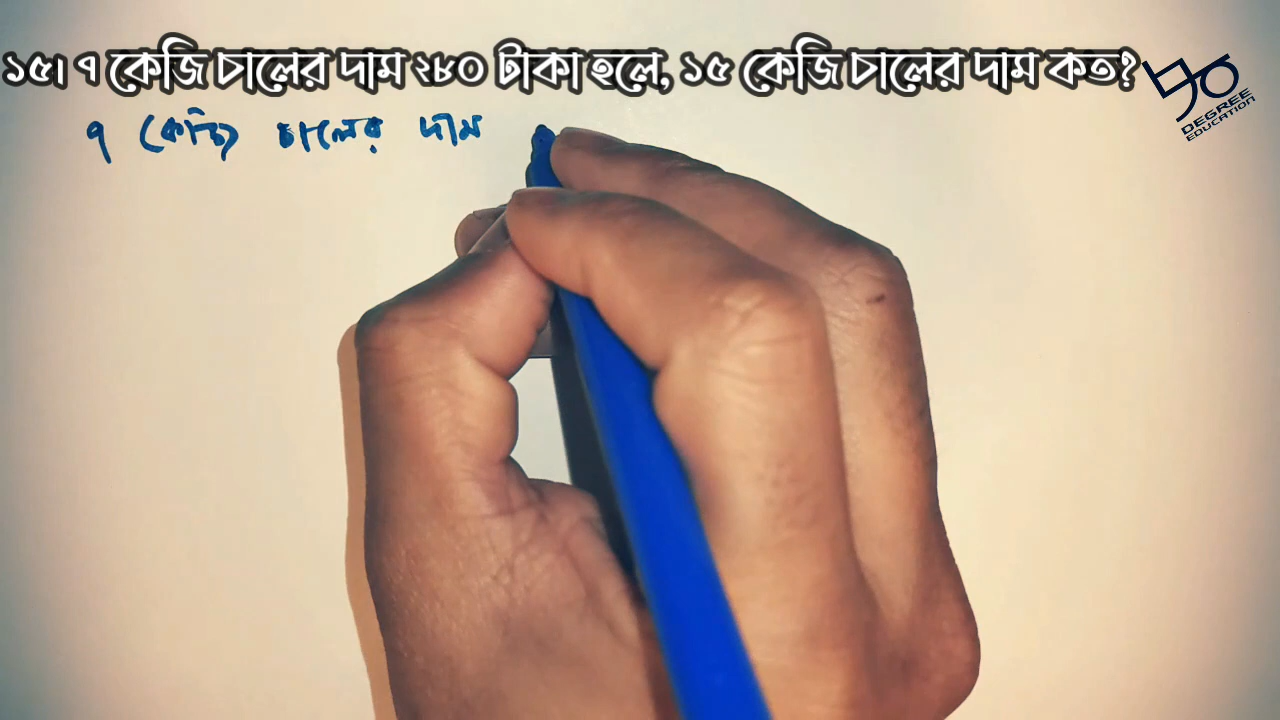 ১৫। ৭ কেজি চালের দাম ২৮০ টাকা হলে, ১৫ কেজি চালের দাম কত?
৭ কেজি চালের দাম
DEGREE
EDUCATION